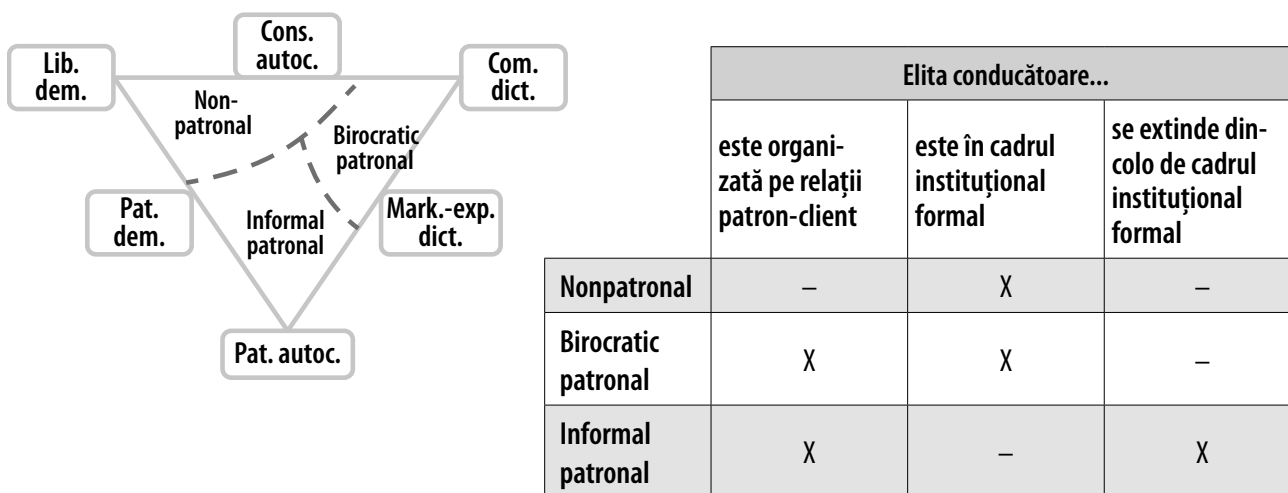 Cons.
autoc.
Lib.
dem.
Com.
dict.
Non-
patronal
Birocratic
patronal
Pat.
dem.
Informal
patronal
Mark.-exp.
dict.
Pat. autoc.
Elita conducătoare...
este organi-
zată pe relații
patron-client
este în cadrul
instituțional
formal
se extinde din-
colo de cadrul
instituțional
formal
Nonpatronal – X –
Birocratic
patronal X X –
Informal
patronal X – X